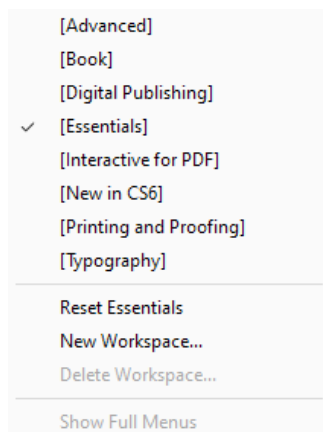 [Advanced]
[Book]
[Digital Publishing]
[Essentials]
[Interactive for PDF]
[New in CS6]
[Printing and Proofing]
[Typography]
Reset Essentials
New Workspace...
Delete Workspace...
Show Full Menus